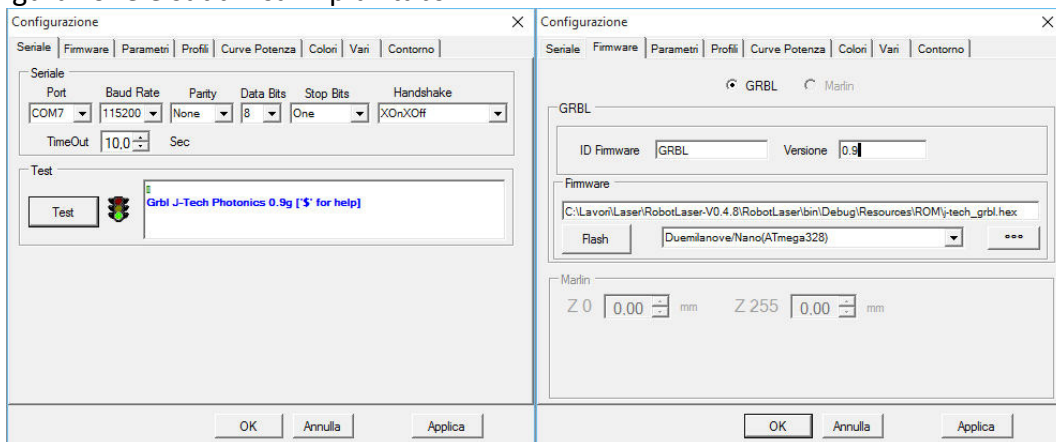 Configurazione
Seriale Firmware Parametri Profili Curve Potenza Colori Vari Contorno
Seriale
Port Baud Rate Parity Data Bits Stop Bits Handshake
COM7 115200 None 8 One XOnXOff
TimeOut 10,0 Sec
Test
Test
Grbl J-Tech Photonics 0.9g ['$' for help]
OK Annulla Applica
Configurazione
Seriale Firmware Parametri Profili Curve Potenza Colori Vari Contorno
GRBL Marlin
GRBL
ID Firmware GRBL Versione 0.9
Firmware
C:\Lavori\Laser\RobotLaser-V0.4.8\RobotLaser\bin\Debug\Resources\ROM\j-tech_grbl.hex
Flash Duemilanove/Nano(ATmega328)
Marlin
Z 0 0.00 mm Z 255 0.00 mm
OK Annulla Applica